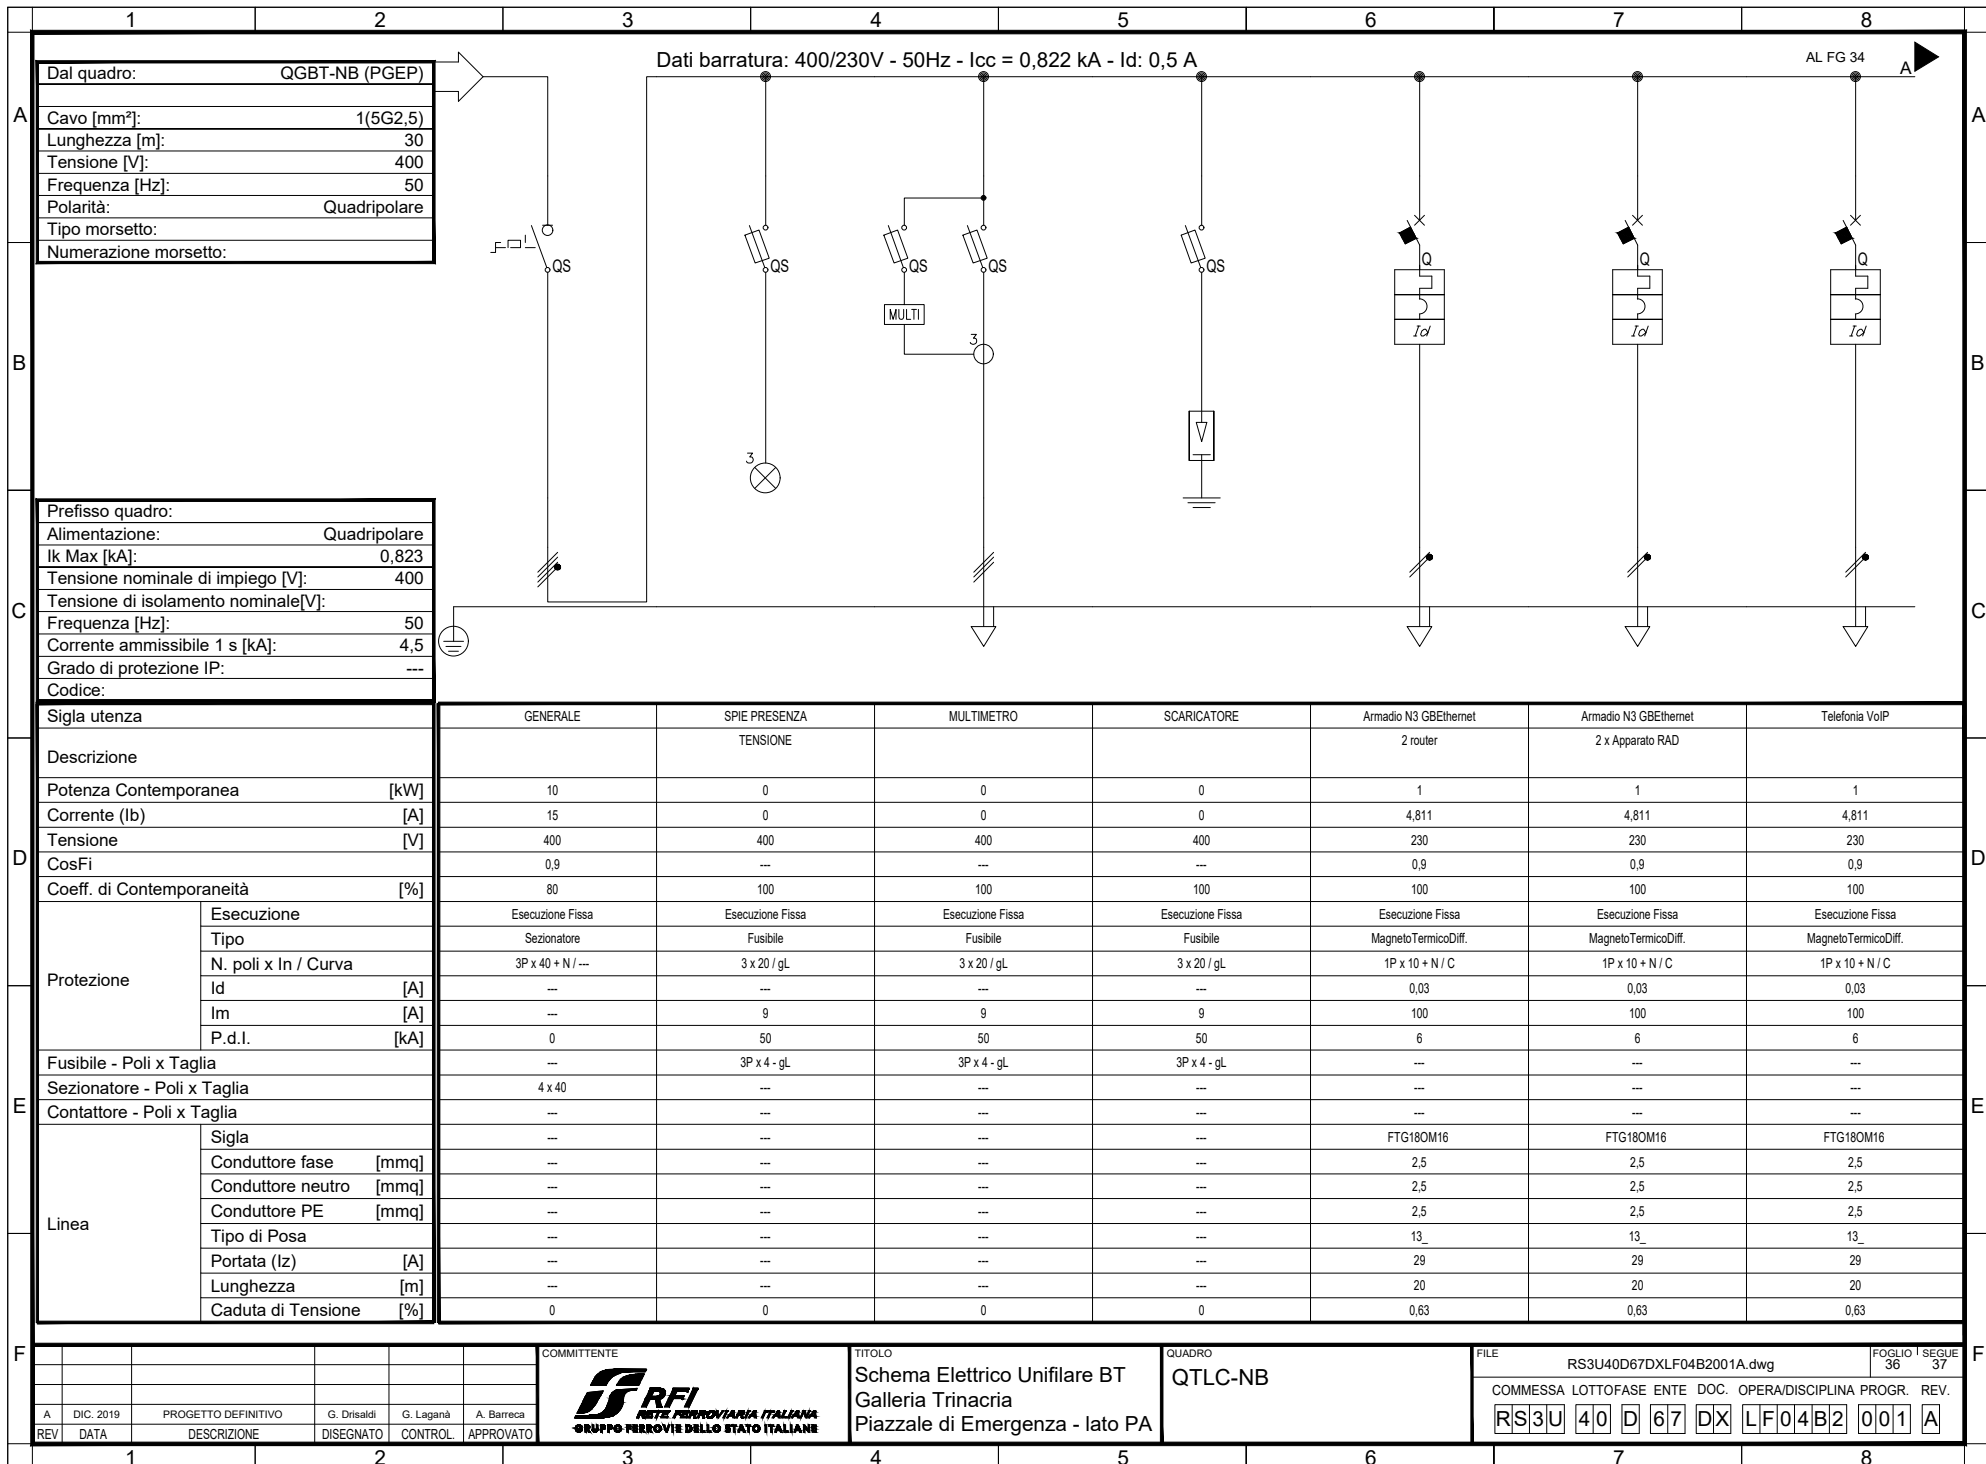 1 2 3 4 5 6 7 8
Dati barratura: 400/230V - 50Hz - Icc = 0,822 kA - Id: 0,5 A
AL FG 34
A
Dal quadro: QGBT-NB (PGEP)
Cavo [mm²]: 1(5G2,5)
Lunghezza [m]: 30
Tensione [V]: 400
Frequenza [Hz]: 50
Polarità: Quadripolare
Tipo morsetto:
Numerazione morsetto:
A A
QS QS QS QS QS Q Q Q
MULTI
Id Id Id
3
3
B B
Prefisso quadro:
Alimentazione: Quadripolare
Ik Max [kA]: 0,823
Tensione nominale di impiego [V]: 400
Tensione di isolamento nominale[V]:
Frequenza [Hz]: 50
Corrente ammissibile 1 s [kA]: 4,5
Grado di protezione IP: ---
Codice:
C C
Sigla utenza GENERALE SPIE PRESENZA MULTIMETRO SCARICATORE Armadio N3 GBEthernet Armadio N3 GBEthernet Telefonia VoIP
Descrizione TENSIONE 2 router 2 x Apparato RAD
Potenza Contemporanea [kW] 10 0 0 0 1 1 1
Corrente (Ib) [A] 15 0 0 0 4,811 4,811 4,811
Tensione [V] 400 400 400 400 230 230 230
CosFi 0,9 --- --- --- 0,9 0,9 0,9
Coeff. di Contemporaneità [%] 80 100 100 100 100 100 100
D D
Protezione
Esecuzione Esecuzione Fissa Esecuzione Fissa Esecuzione Fissa Esecuzione Fissa Esecuzione Fissa Esecuzione Fissa Esecuzione Fissa
Tipo Sezionatore Fusibile Fusibile Fusibile MagnetoTermicoDiff. MagnetoTermicoDiff. MagnetoTermicoDiff.
N. poli x In / Curva 3P x 40 + N / --- 3 x 20 / gL 3 x 20 / gL 3 x 20 / gL 1P x 10 + N / C 1P x 10 + N / C 1P x 10 + N / C
Id [A] --- --- --- --- 0,03 0,03 0,03
Im [A] --- 9 9 9 100 100 100
P.d.I. [kA] 0 50 50 50 6 6 6
Fusibile - Poli x Taglia --- 3P x 4 - gL 3P x 4 - gL 3P x 4 - gL --- --- ---
Sezionatore - Poli x Taglia 4 x 40 --- --- --- --- --- ---
Contattore - Poli x Taglia --- --- --- --- --- --- ---
E E
Linea
Sigla --- --- --- --- FTG18OM16 FTG18OM16 FTG18OM16
Conduttore fase [mmq] --- --- --- --- 2,5 2,5 2,5
Conduttore neutro [mmq] --- --- --- --- 2,5 2,5 2,5
Conduttore PE [mmq] --- --- --- --- 2,5 2,5 2,5
Tipo di Posa --- --- --- --- 13_ 13_ 13_
Portata (Iz) [A] --- --- --- --- 29 29 29
Lunghezza [m] --- --- --- --- 20 20 20
Caduta di Tensione [%] 0 0 0 0 0,63 0,63 0,63
F F
A DIC. 2019 PROGETTO DEFINITIVO G. Drisaldi G. Laganà A. Barreca
REV DATA DESCRIZIONE DISEGNATO CONTROL. APPROVATO
COMMITTENTE
RFI
RETE FERROVIARIA ITALIANA
GRUPPO FERROVIE DELLO STATO ITALIANE
TITOLO
Schema Elettrico Unifilare BT
Galleria Trinacria
Piazzale di Emergenza - lato PA
QUADRO
QTLC-NB
FILE
RS3U40D67DXLF04B2001A.dwg
FOGLIO SEGUE
36 37
COMMESSA LOTTO FASE ENTE DOC. OPERA/DISCIPLINA PROGR. REV.
RS3U 40 D 67 DX LF04B2 001 A
1 2 3 4 5 6 7 8